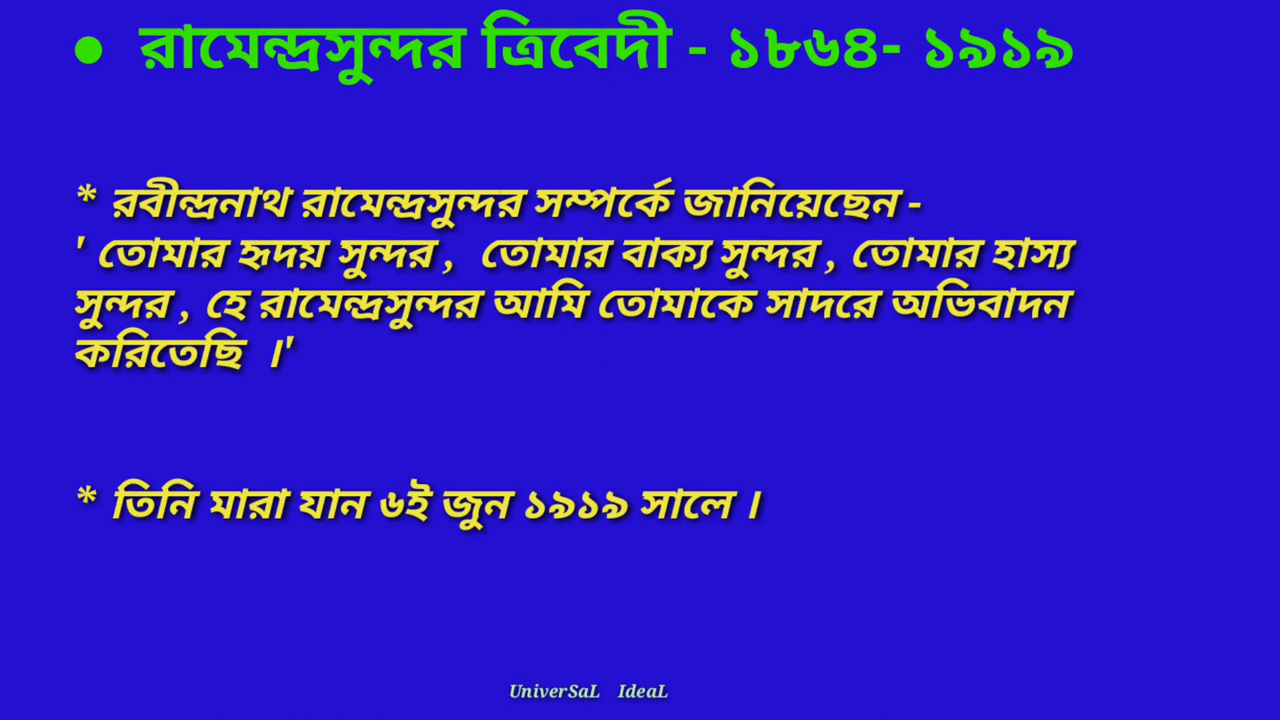 ● রামেন্দ্রসুন্দর ত্রিবেদী - ১৮৬৪- ১৯১৯
* রবীন্দ্রনাথ রামেন্দ্রসুন্দর সম্পর্কে জানিয়েছেন -
' তোমার হৃদয় সুন্দর , তোমার বাক্য সুন্দর , তোমার হাস্য
সুন্দর , হে রামেন্দ্রসুন্দর আমি তোমাকে সাদরে অভিবাদন
করিতেছি ।'
* তিনি মারা যান ৬ই জুন ১৯১৯ সালে ।
UniverSaL IdeaL